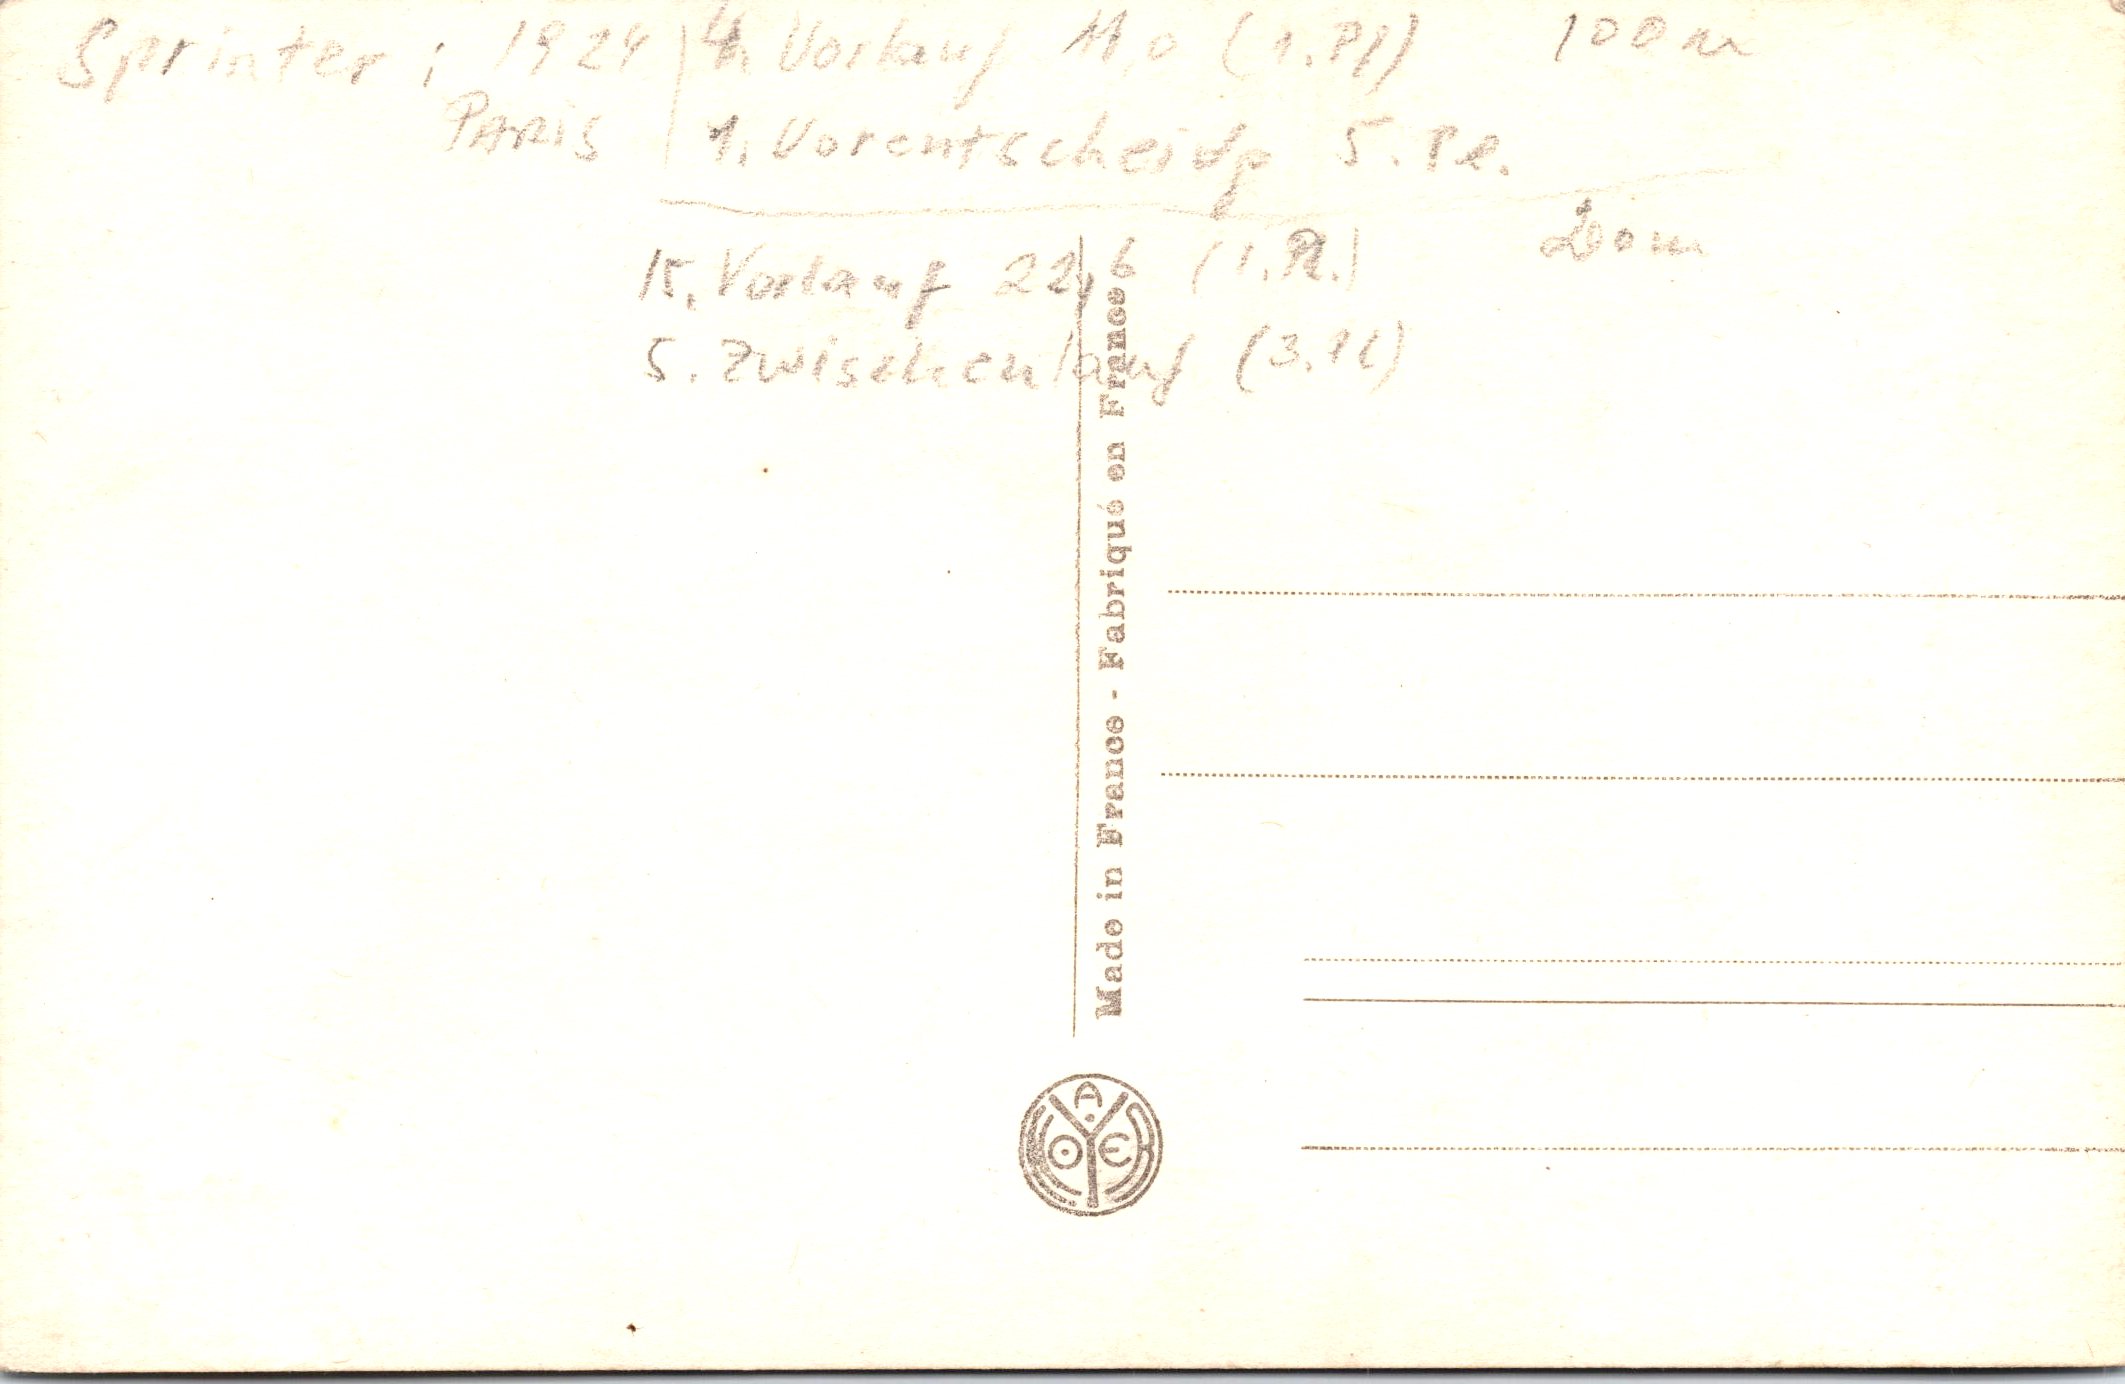 Sprinter: 1924 4. Vorlauf 11,0 (1. Pl) 100m
PARIS 1. Vorentscheidg 5. Pl.
15. Vorlauf 22,6 (1. Pl.)
5. Zwischenlauf (3. Pl)
Made in France - Fabriqué en France